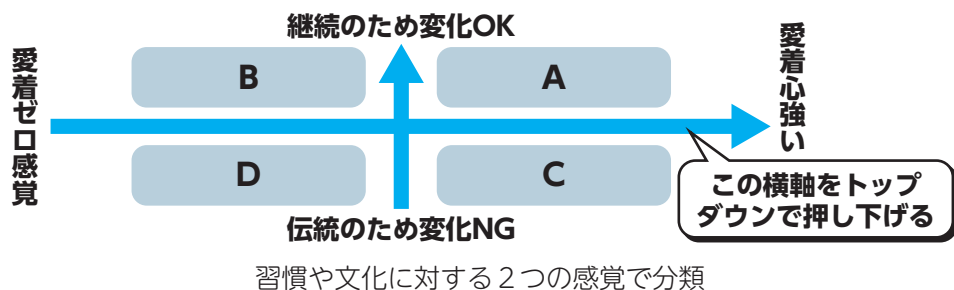 継続のため変化OK
愛着ゼロ感覚
B
A
愛着心強い
D
C
この横軸をトップ
ダウンで押し下げる
伝統のため変化NG
習慣や文化に対する２つの感覚で分類